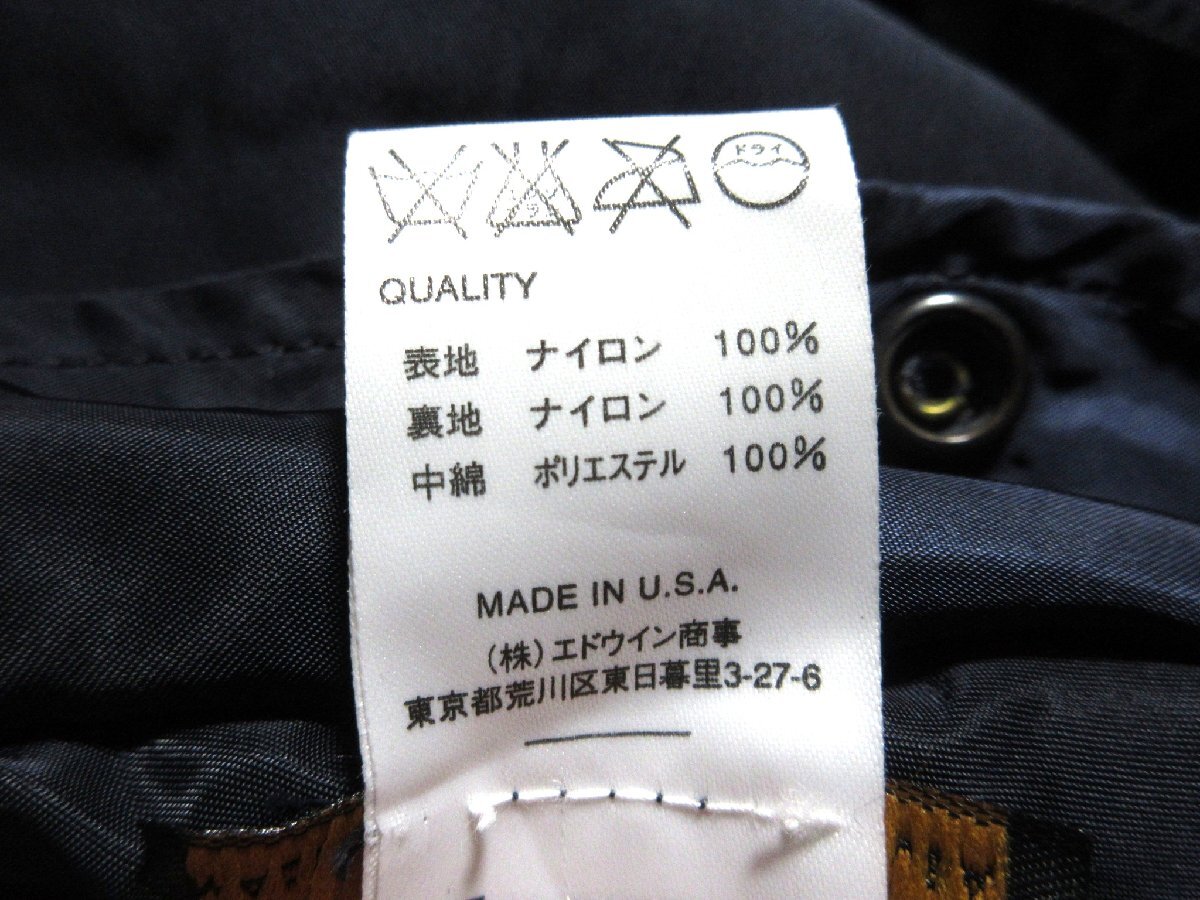 ドライ
QUALITY
表地 ナイロン 100%
裏地 ナイロン 100%
中綿 ポリエステル 100%
MADE IN U.S.A.
(株)エドウイン商事
東京都荒川区東日暮里3-27-6